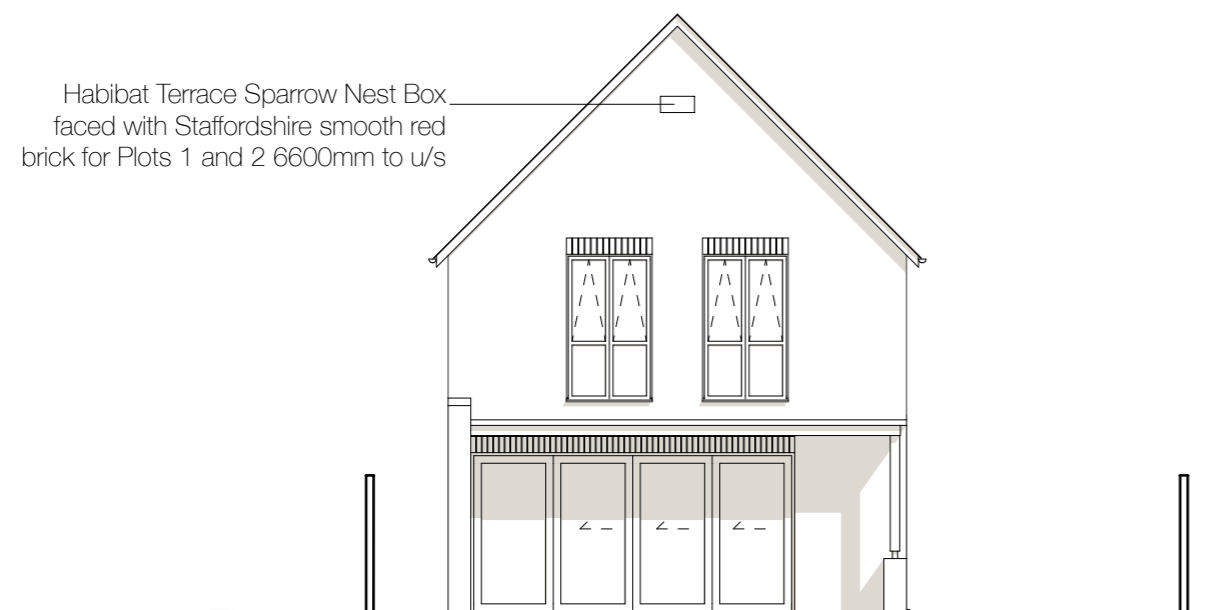 Habibat Terrace Sparrow Nest Box
faced with Staffordshire smooth red
brick for Plots 1 and 2 6600mm to u/s